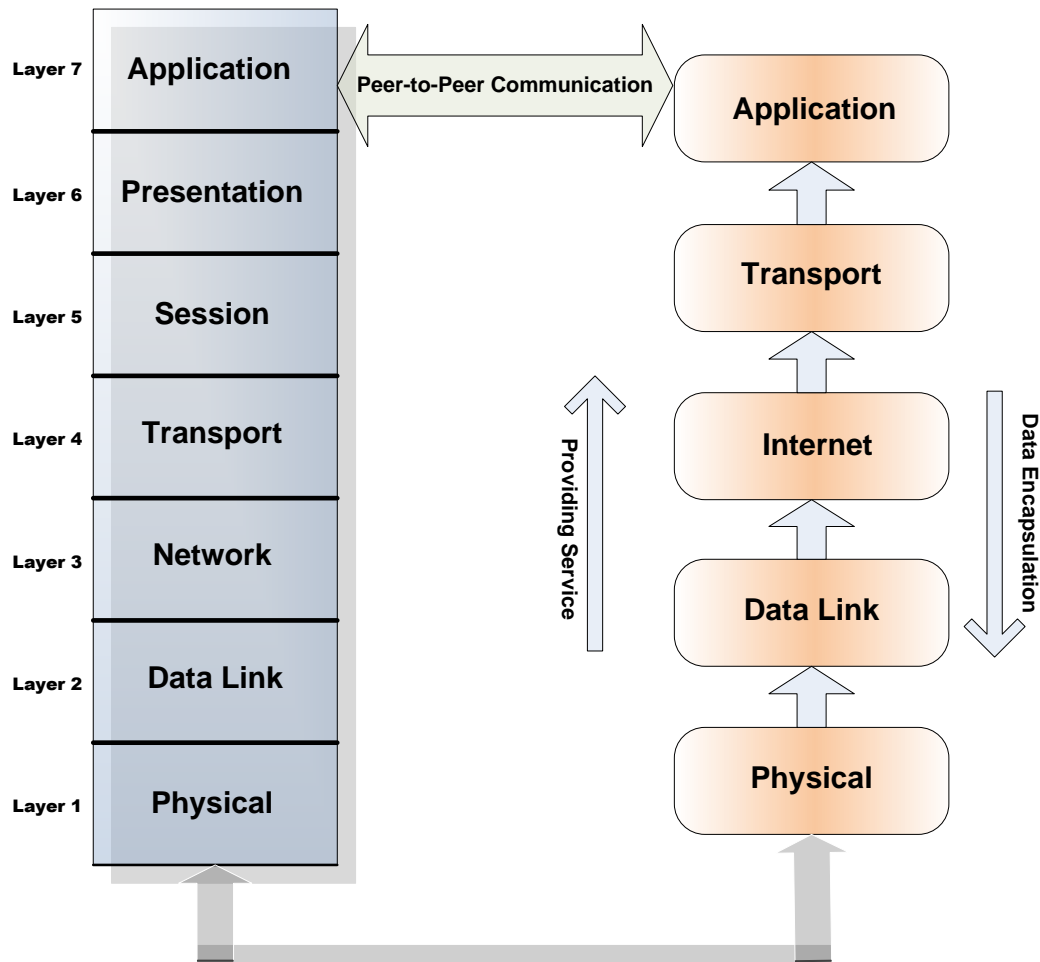 Layer 7
Application
Peer-to-Peer Communication
Application
Layer 6
Presentation
Transport
Layer 5
Session
Layer 4
Transport
Providing Service
Internet
Data Encapsulation
Layer 3
Network
Data Link
Layer 2
Data Link
Physical
Layer 1
Physical